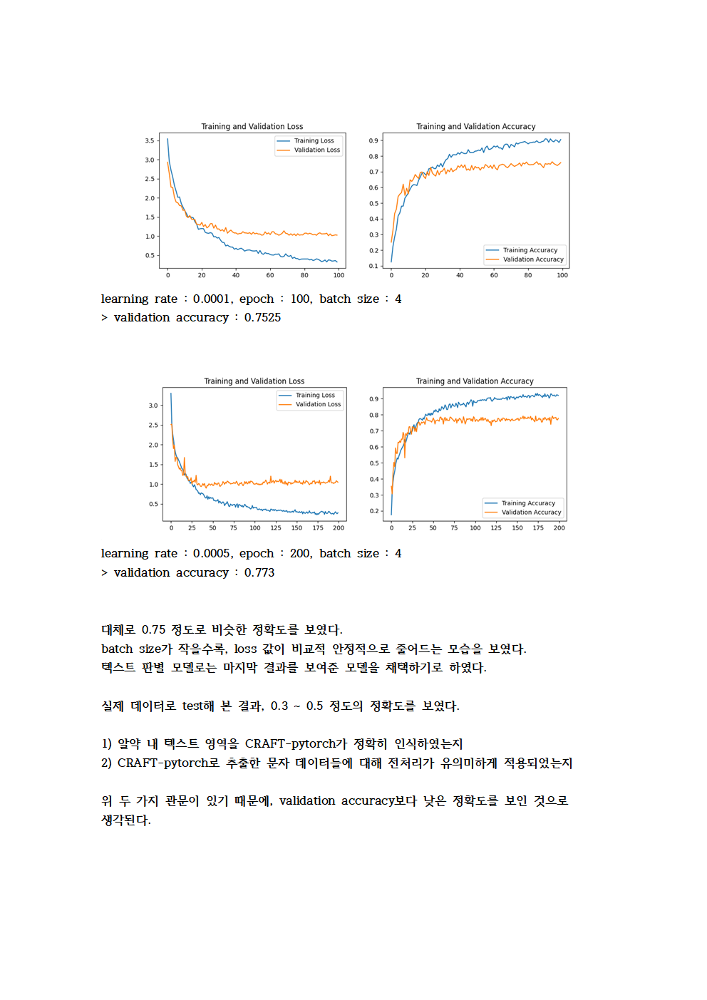 Training and Validation Loss
Training Loss
Validation Loss
3.5
3.0
2.5
2.0
1.5
1.0
0.5
0 20 40 60 80 100
Training and Validation Accuracy
0.9
0.8
0.7
0.6
0.5
0.4
0.3
0.2
0.1
Training Accuracy
Validation Accuracy
0 20 40 60 80 100
learning rate : 0.0001, epoch : 100, batch size : 4
> validation accuracy : 0.7525
Training and Validation Loss
Training Loss
Validation Loss
3.0
2.5
2.0
1.5
1.0
0.5
0 25 50 75 100 125 150 175 200
Training and Validation Accuracy
0.9
0.8
0.7
0.6
0.5
0.4
0.3
0.2
Training Accuracy
Validation Accuracy
0 25 50 75 100 125 150 175 200
learning rate : 0.0005, epoch : 200, batch size : 4
> validation accuracy : 0.773
대체로 0.75 정도로 비슷한 정확도를 보였다.
batch size가 작을수록, loss 값이 비교적 안정적으로 줄어드는 모습을 보였다.
텍스트 판별 모델로는 마지막 결과를 보여준 모델을 채택하기로 하였다.
실제 데이터로 test해 본 결과, 0.3 ~ 0.5 정도의 정확도를 보였다.
1) 알약 내 텍스트 영역을 CRAFT-pytorch가 정확히 인식하였는지
2) CRAFT-pytorch로 추출한 문자 데이터들에 대해 전처리가 유의미하게 적용되었는지
위 두 가지 관문이 있기 때문에, validation accuracy보다 낮은 정확도를 보인 것으로
생각된다.